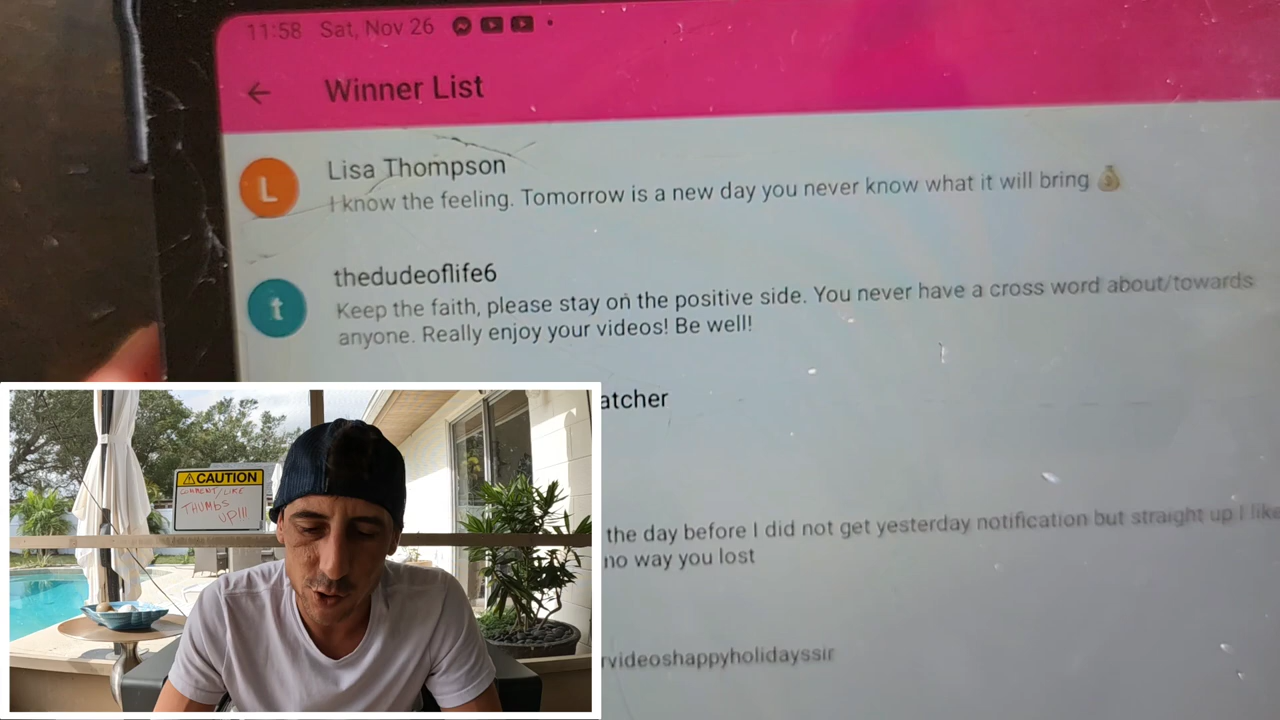 11:58 Sat, Nov 26
Winner List
L
Lisa Thompson
I know the feeling. Tomorrow is a new day you never know what it will bring
t
thedudeoflife6
Keep the faith, please stay on the positive side. You never have a cross word about/towards
anyone. Really enjoy your videos! Be well!
atcher
the day before I did not get yesterday notification but straight up I like
no way you lost
rvideoshappyholidayssir
CAUTION
COMMENT/LIKE
THUMBS
UP!!!